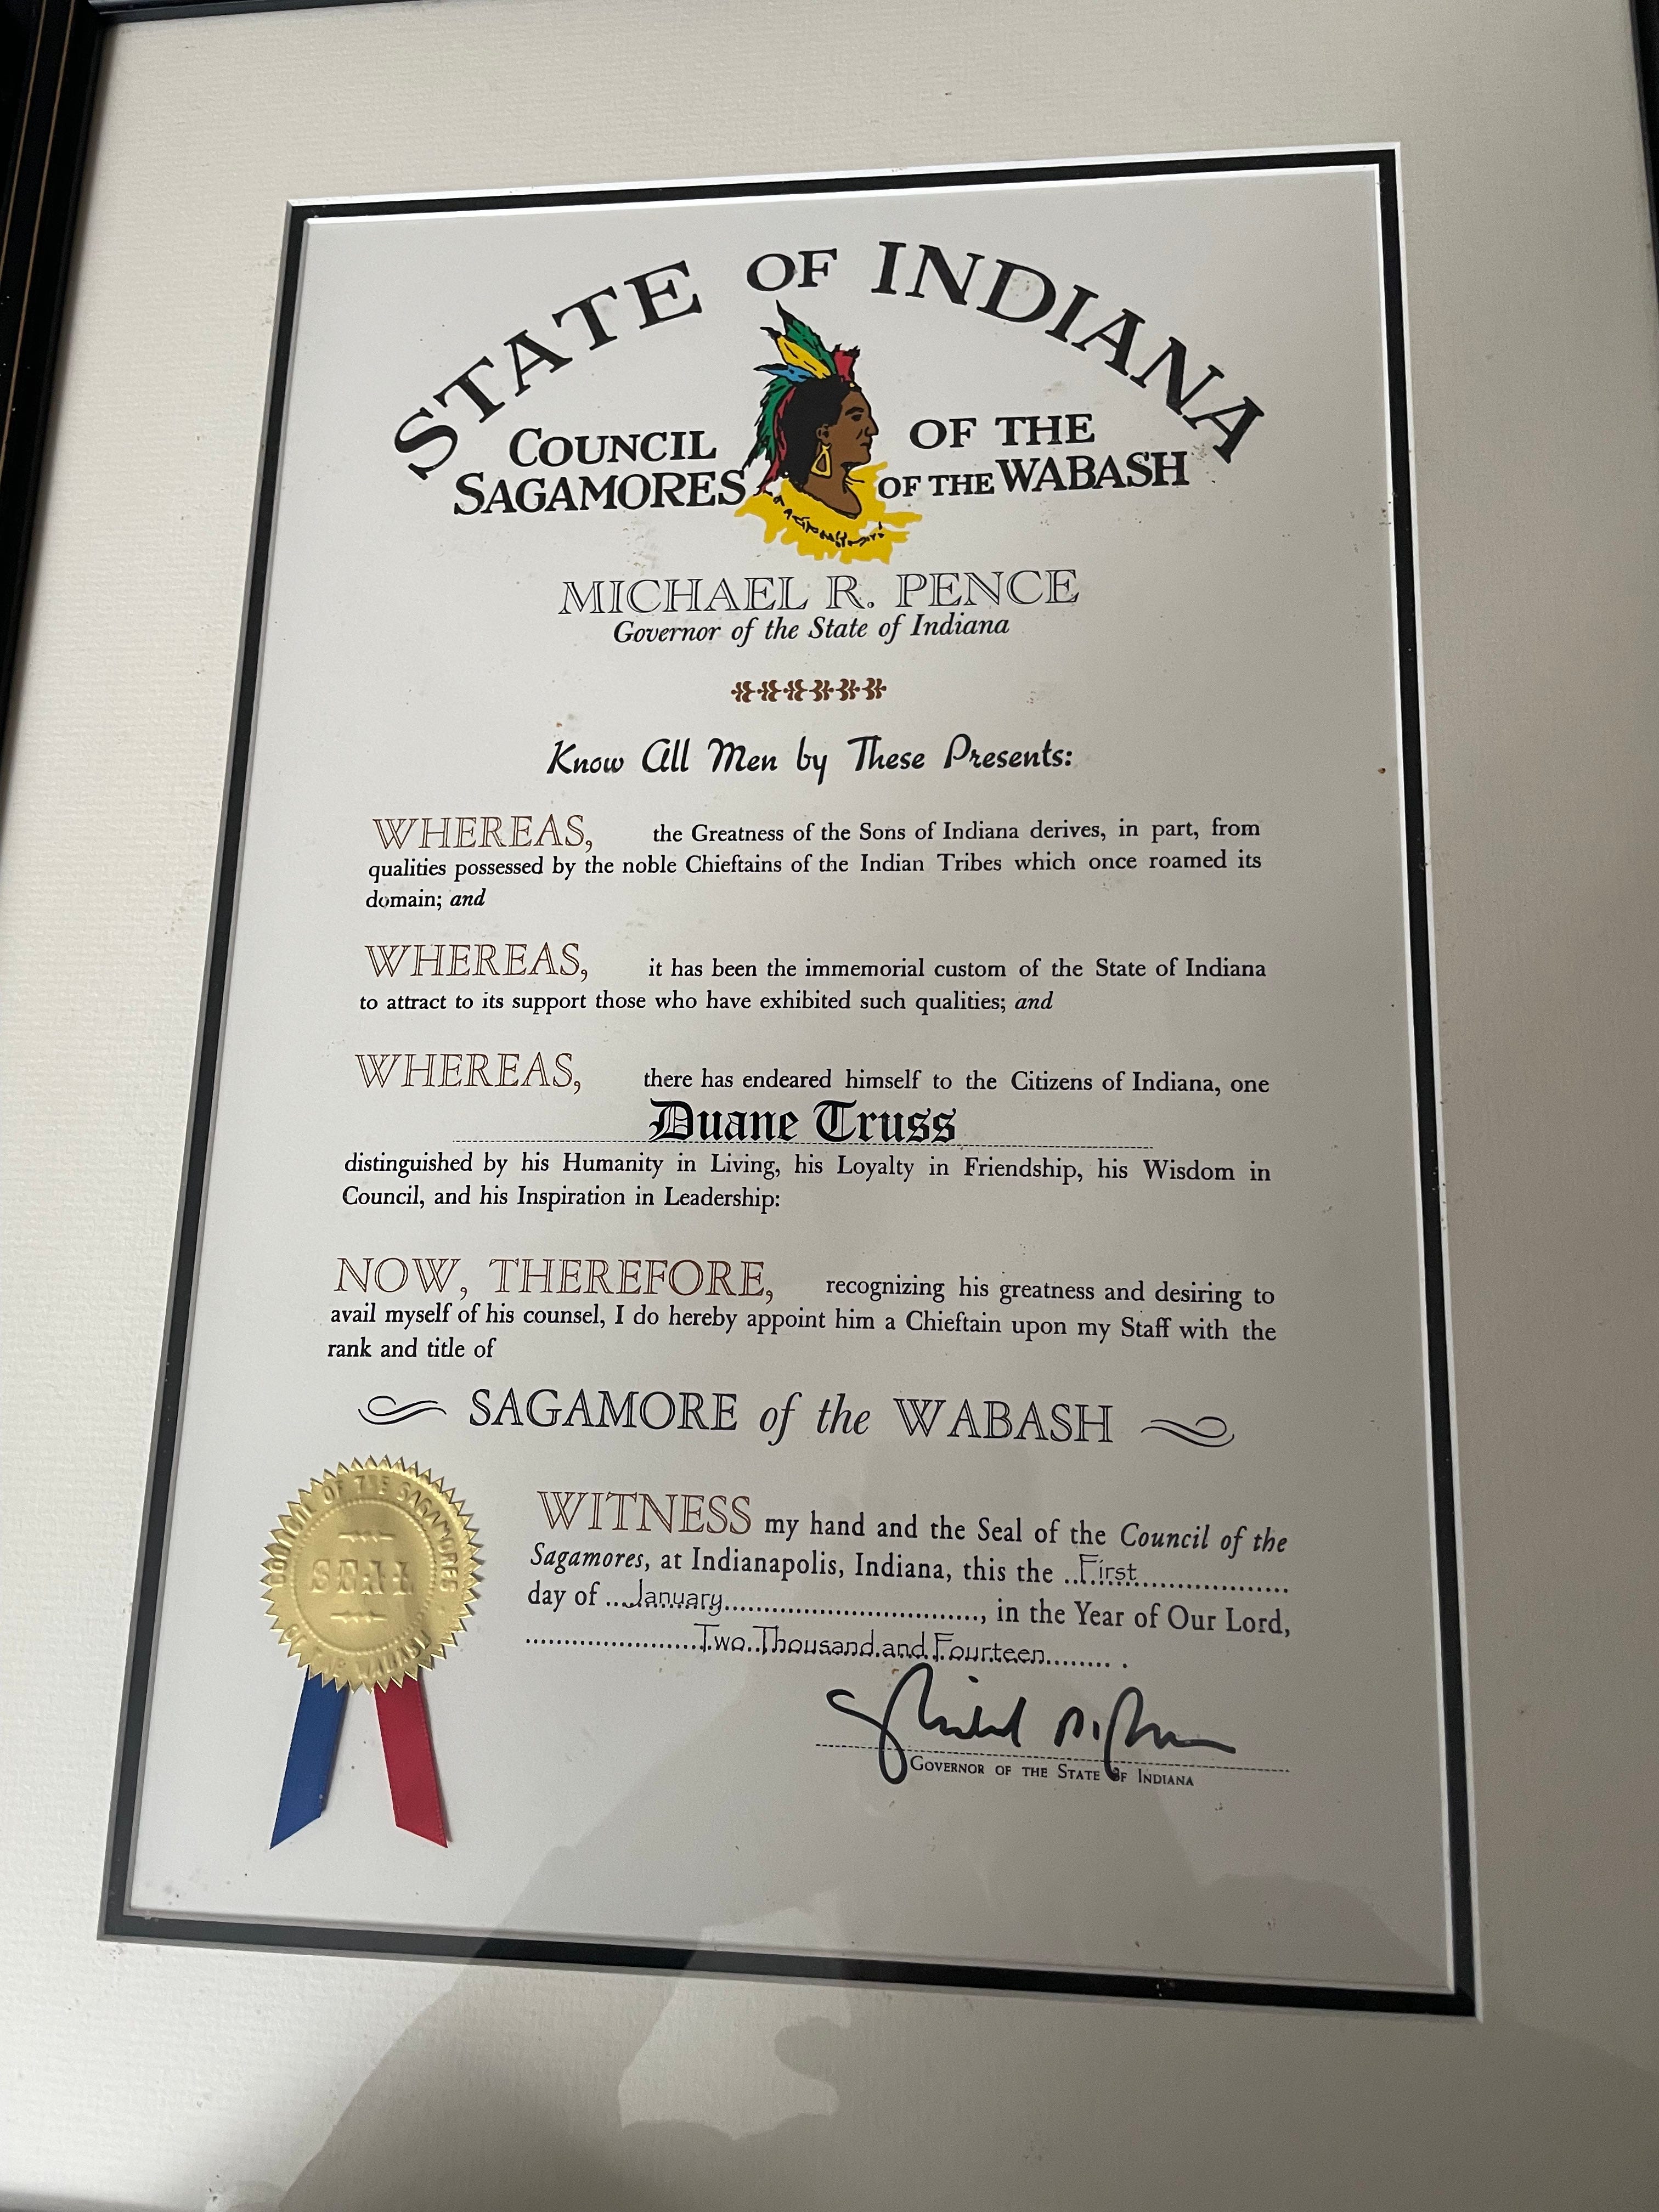 STATE OF INDIANA
COUNCIL OF THE
SAGAMORES OF THE WABASH
MICHAEL R. PENCE
Governor of the State of Indiana
Know All Men by These Presents:
WHEREAS, the Greatness of the Sons of Indiana derives, in part, from
qualities possessed by the noble Chieftains of the Indian Tribes which once roamed its
domain; and
WHEREAS, it has been the immemorial custom of the State of Indiana
to attract to its support those who have exhibited such qualities; and
WHEREAS, there has endeared himself to the Citizens of Indiana, one
Duane Truss
distinguished by his Humanity in Living, his Loyalty in Friendship, his Wisdom in
Council, and his Inspiration in Leadership:
NOW, THEREFORE, recognizing his greatness and desiring to
avail myself of his counsel, I do hereby appoint him a Chieftain upon my Staff with the
rank and title of
SAGAMORE of the WABASH
COUNCIL OF THE SAGAMORES
SEAL
OF THE WABASH
WITNESS my hand and the Seal of the Council of the
Sagamores, at Indianapolis, Indiana, this the First
day of January, in the Year of Our Lord,
Two Thousand and Fourteen.
Michael R. Pence
GOVERNOR OF THE STATE OF INDIANA